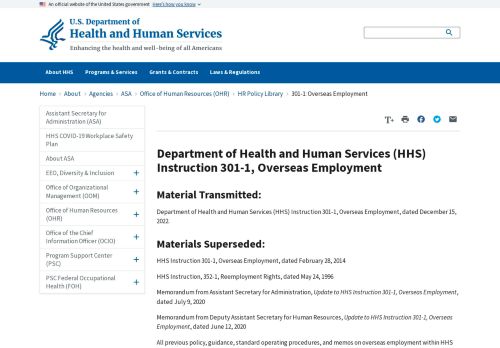 An official website of the United States government Here's how you know
U.S. Department of
Health and Human Services
Enhancing the health and well-being of all Americans
About HHS Programs & Services Grants & Contracts Laws & Regulations
Home › About › Agencies › ASA › Office of Human Resources (OHR) › HR Policy Library › 301-1: Overseas Employment
Assistant Secretary for
Administration (ASA)
HHS COVID-19 Workplace Safety
Plan
About ASA
EEO, Diversity & Inclusion +
Office of Organizational
Management (OOM) +
Office of Human Resources
(OHR) +
Office of the Chief
Information Officer (OCIO) +
Program Support Center
(PSC) +
PSC Federal Occupational
Health (FOH) +
T+
Department of Health and Human Services (HHS)
Instruction 301-1, Overseas Employment
Material Transmitted:
Department of Health and Human Services (HHS) Instruction 301-1, Overseas Employment, dated December 15,
2022.
Materials Superseded:
HHS Instruction 301-1, Overseas Employment, dated February 28, 2014
HHS Instruction, 352-1, Reemployment Rights, dated May 24, 1996
Memorandum from Assistant Secretary for Administration, Update to HHS Instruction 301-1, Overseas Employment,
dated July 9, 2020
Memorandum from Deputy Assistant Secretary for Human Resources, Update to HHS Instruction 301-1, Overseas
Employment, dated June 12, 2020
All previous policy, guidance, standard operating procedures, and memos on overseas employment within HHS